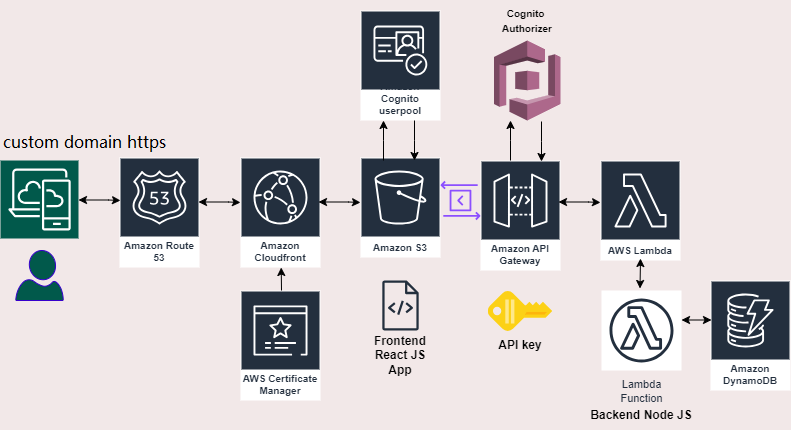 Cognito
Authorizer
Amazon
Cognito
userpool
custom domain https
53
Amazon Route
53
Amazon
Cloudfront
Amazon S3
</>
Amazon API
Gateway
AWS Lambda
AWS Certificate
Manager
</>
Frontend
React JS
App
API key
Lambda
Function
Backend Node JS
Amazon
DynamoDB